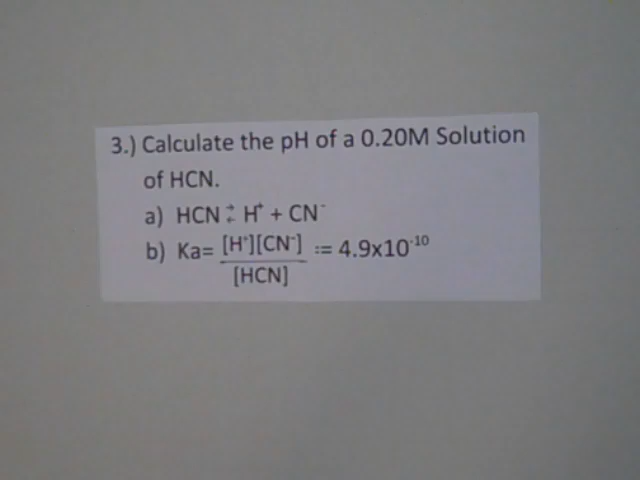 3.) Calculate the pH of a 0.20M Solution
of HCN.
a) HCN ⇄ H⁺ + CN⁻
b) Ka= [H⁺][CN⁻] := 4.9x10⁻¹⁰
[HCN]